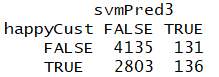 svmPred3
happyCust FALSE TRUE
FALSE 4135 131
TRUE 2803 136